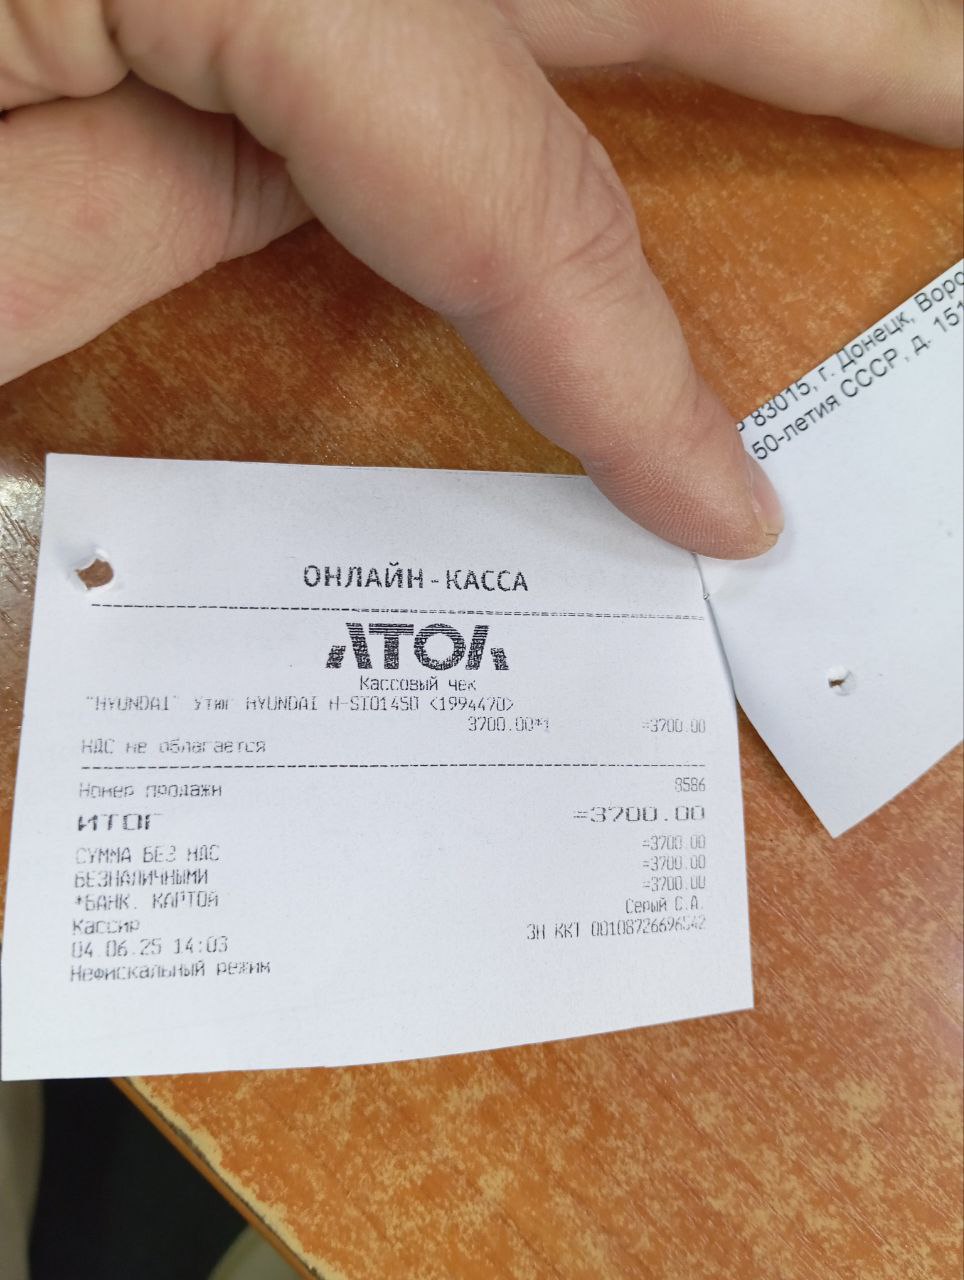 83015, г. Донецк, Воро
50-летия СССР, д. 151
ОНЛАЙН-КАССА
АТОЛ
Кассовый чек
"HYUNDAI" Утюг HYUNDAI H-SI01450 <1994470>
3700.00*1 =3700.00
НДС не облагается
Номер продажи 8586
ИТОГ =3700.00
СУММА БЕЗ НДС =3700.00
БЕЗНАЛИЧНЫМИ =3700.00
*БАНК. КАРТОЙ =3700.00
Кассир Серый С.А.
04.06.25 14:03 ЗН ККТ 00108726696542
Нефискальный режим